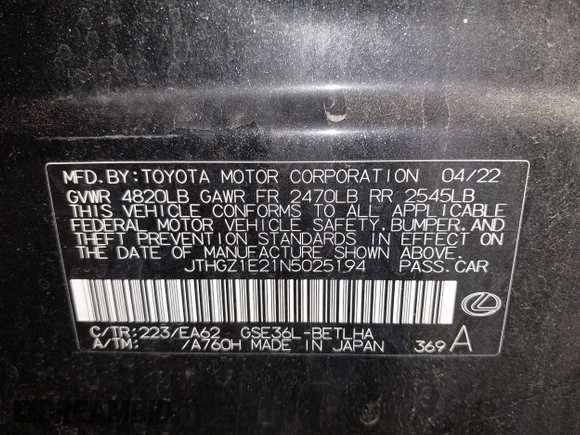 MFD.BY:TOYOTA MOTOR CORPORATION 04/22
GVWR 4820LB GAWR FR 2470LB RR 2545LB
THIS VEHICLE CONFORMS TO ALL APPLICABLE
FEDERAL MOTOR VEHICLE SAFETY,BUMPER,AND
THEFT PREVENTION STANDARDS IN EFFECT ON
THE DATE OF MANUFACTURE SHOWN ABOVE.
JTHGZ1E21N5025194 PASS.CAR
C/TR:223/EA62 GSE36L-BETLHA
A/TM: /A760H MADE IN JAPAN 369 A
SCREAMBID